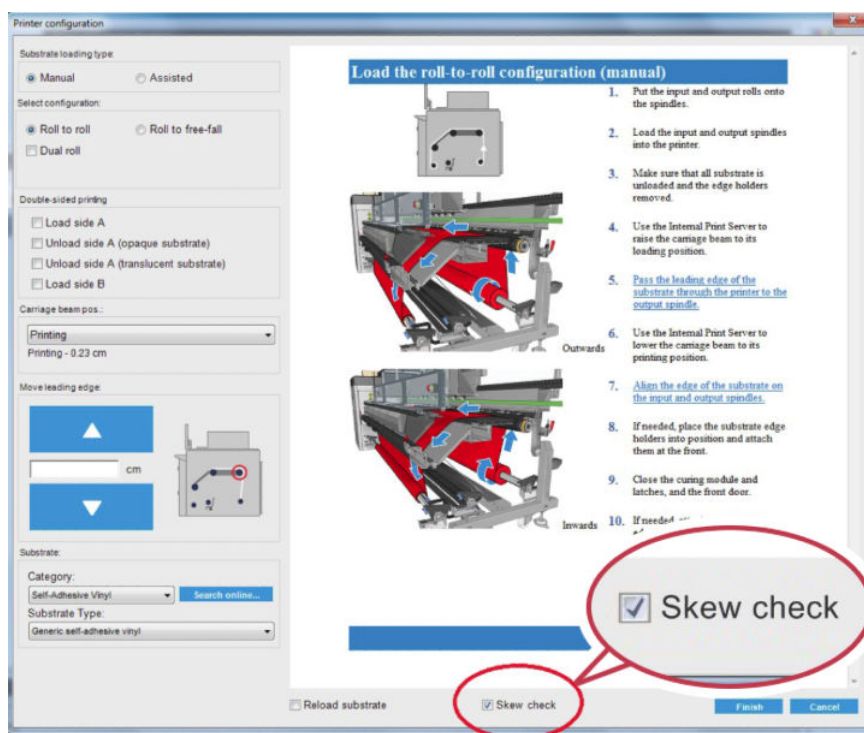 Printer configuration
Substrate loading type:
Manual
Assisted
Select configuration:
Roll to roll
Roll to free-fall
Dual roll
Double-sided printing
Load side A
Unload side A (opaque substrate)
Unload side A (translucent substrate)
Load side B
Carriage beam pos.:
Printing
Printing - 0.23 cm
Move leading edge:
cm
Substrate:
Category:
Self-Adhesive Vinyl
Search online...
Substrate Type:
Generic self-adhesive vinyl
Load the roll-to-roll configuration (manual)
Outwards
Inwards
1. Put the input and output rolls onto
the spindles.
2. Load the input and output spindles
into the printer.
3. Make sure that all substrate is
unloaded and the edge holders
removed.
4. Use the Internal Print Server to
raise the carriage beam to its
loading position.
5. Pass the leading edge of the
substrate through the printer to the
output spindle.
6. Use the Internal Print Server to
lower the carriage beam to its
printing position.
7. Align the edge of the substrate on
the input and output spindles.
8. If needed, place the substrate edge
holders into position and attach
them at the front.
9. Close the curing module and
latches, and the front door.
10. If needed,
Skew check
Reload substrate
Skew check
Finish
Cancel